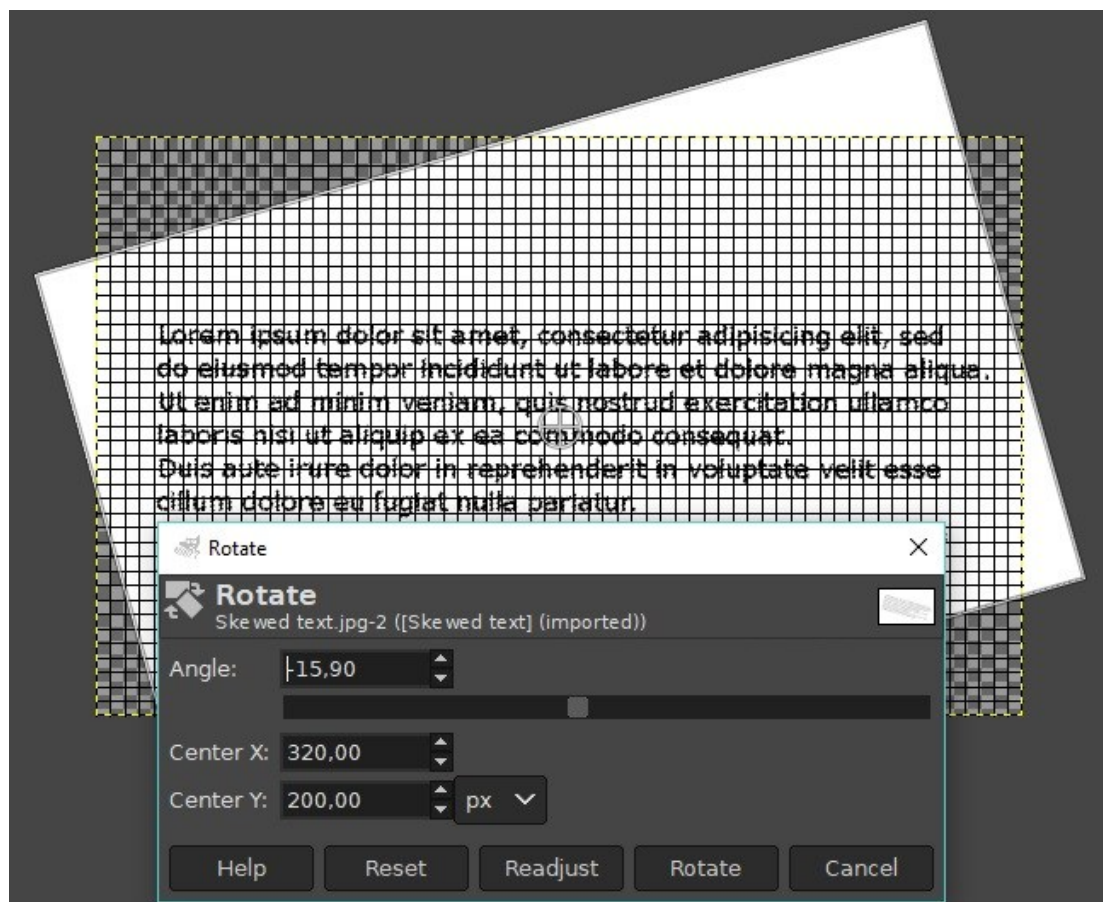 Lorem ipsum dolor sit amet, consectetur adipisicing elit, sed
do eiusmod tempor incididunt ut labore et dolore magna aliqua.
Ut enim ad minim veniam, quis nostrud exercitation ullamco
laboris nisi ut aliquip ex ea commodo consequat.
Duis aute irure dolor in reprehenderit in voluptate velit esse
cillum dolore eu fugiat nulla pariatur.
Rotate
Rotate
Skewed text.jpg-2 ([Skewed text] (imported))
Angle: -15,90
Center X: 320,00
Center Y: 200,00 px
Help Reset Readjust Rotate Cancel